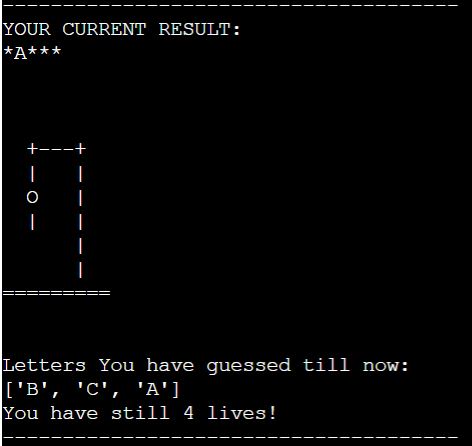 ---------------------------------------
YOUR CURRENT RESULT:
*A***
  +---+
  |   |
  O   |
  |   |
      |
      |
=========
Letters You have guessed till now:
['B', 'C', 'A']
You have still 4 lives!
---------------------------------------